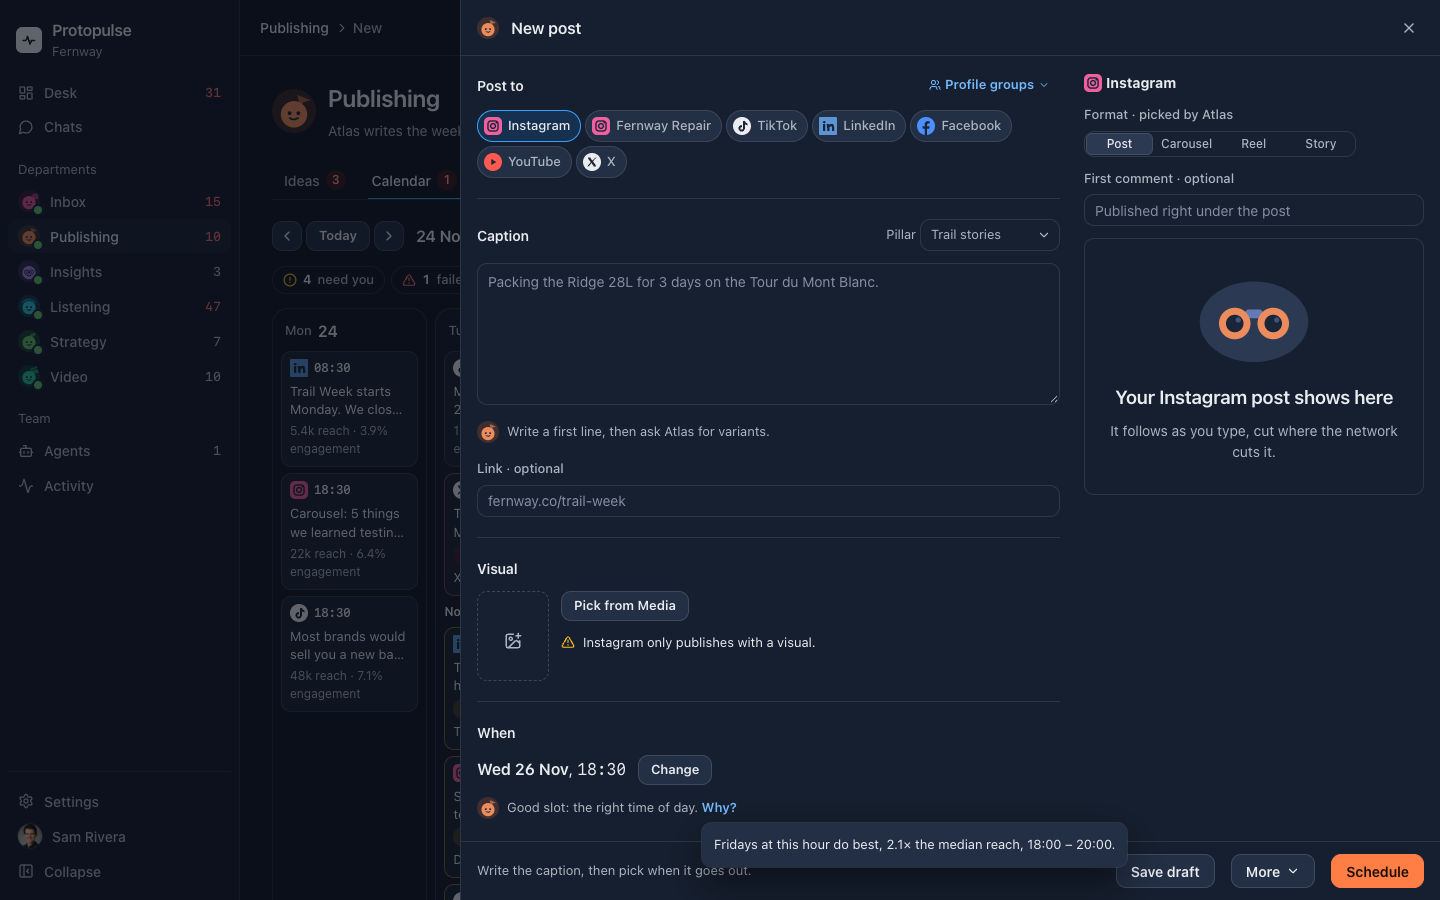 Protopulse
Fernway
Desk 31
Chats
Departments
Inbox 15
Publishing 10
Insights 3
Listening 47
Strategy 7
Video 10
Team
Agents 1
Activity
Settings
Sam Rivera
Collapse
Publishing > New
Publishing
Atlas writes the
Ideas 3
Calendar 1
Today
24 No
4 need you
1 faile
Mon 24
08:30
Trail Week starts
Monday. We clos...
5.4k reach · 3.9%
engagement
18:30
Carousel: 5 things
we learned testin...
22k reach · 6.4%
engagement
18:30
Most brands would
sell you a new ba...
48k reach · 7.1%
engagement
New post
Post to
Profile groups
Instagram
Fernway Repair
TikTok
LinkedIn
Facebook
YouTube
X
Caption
Pillar Trail stories
Packing the Ridge 28L for 3 days on the Tour du Mont Blanc.
Write a first line, then ask Atlas for variants.
Link · optional
fernway.co/trail-week
Visual
Pick from Media
Instagram only publishes with a visual.
When
Wed 26 Nov, 18:30
Change
Good slot: the right time of day. Why?
Fridays at this hour do best, 2.1× the median reach, 18:00 – 20:00.
Write the caption, then pick when it goes out.
Save draft
More
Schedule
Instagram
Format · picked by Atlas
Post
Carousel
Reel
Story
First comment · optional
Published right under the post
Your Instagram post shows here
It follows as you type, cut where the network
cuts it.